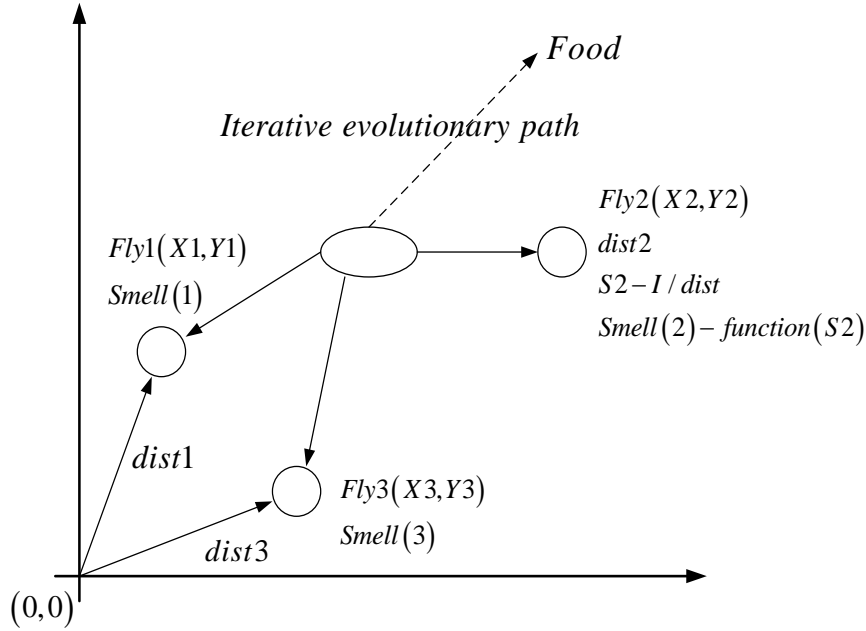 Food
Iterative evolutionary path
Fly2(X2,Y2)
dist2
S2-I/dist
Smell(2)-function(S2)
Fly1(X1,Y1)
Smell(1)
dist1
Fly3(X3,Y3)
Smell(3)
dist3
(0,0)